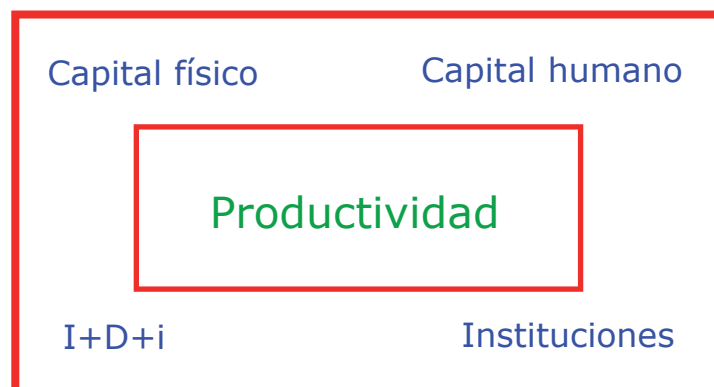 Capital físico
Capital humano
Productividad
I+D+i
Instituciones